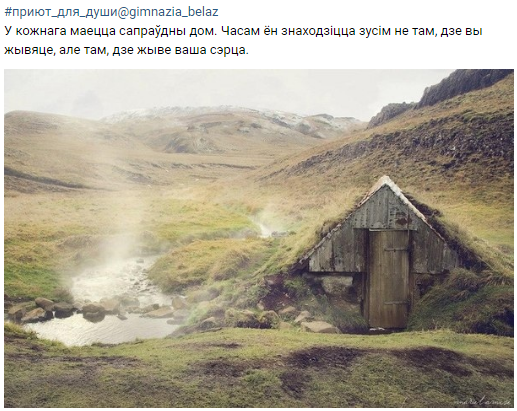 #приют_для_души@gimnazia_belaz
У кожнага маецца сапраўдны дом. Часам ён знаходзіцца зусім не там, дзе вы
жывяце, але там, дзе жыве ваша сэрца.